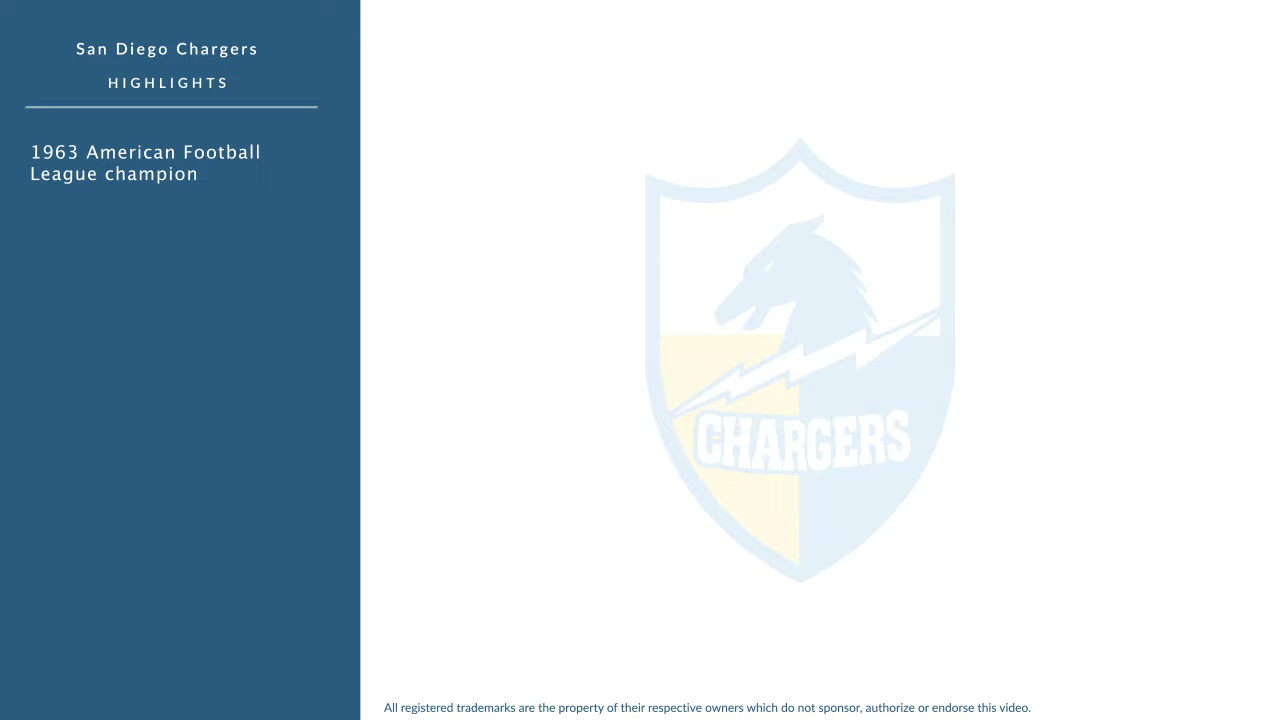 San Diego Chargers
HIGHLIGHTS
1963 American Football
League champion
CHARGERS
All registered trademarks are the property of their respective owners which do not sponsor, authorize or endorse this video.